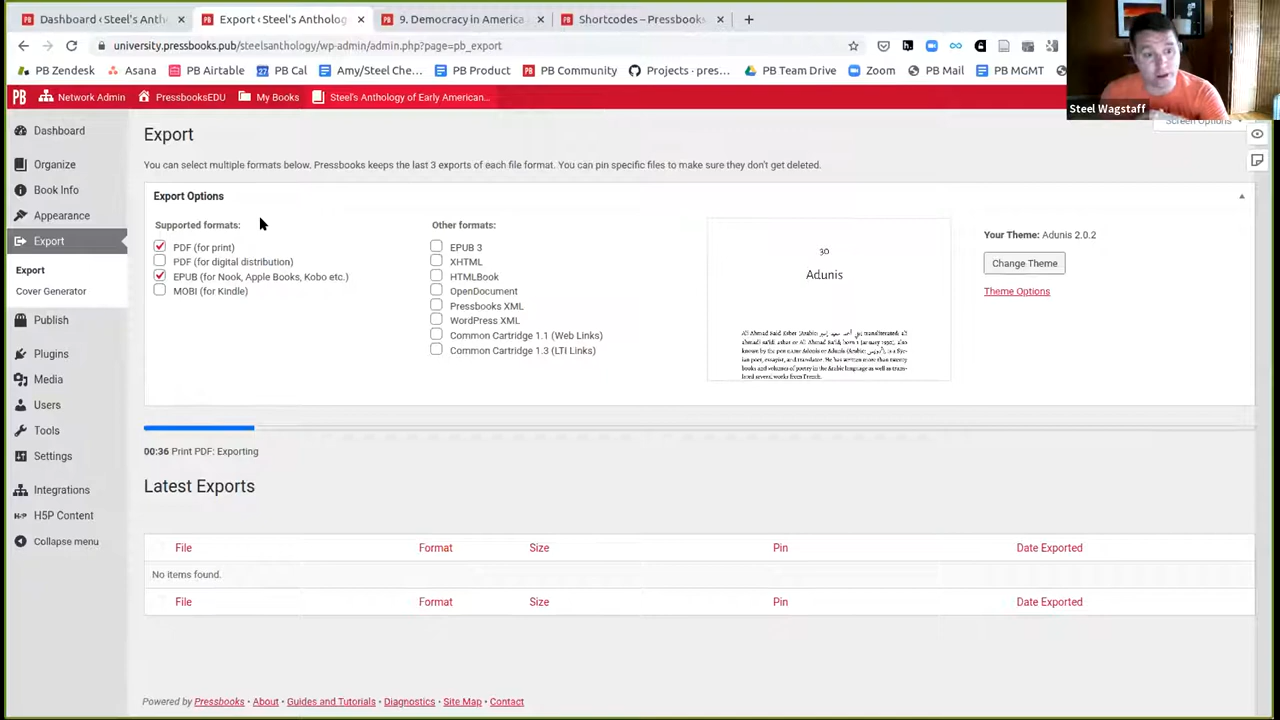 Dashboard ‹ Steel's Anth
Export ‹ Steel's Antholog
9. Democracy in America
Shortcodes – Pressbooks
university.pressbooks.pub/steelsanthology/wp-admin/admin.php?page=pb_export
PB Zendesk
Asana
PB Airtable
27 PB Cal
Amy/Steel Che...
PB Product
PB Community
Projects · pres...
PB Team Drive
Zoom
PB Mail
PB MGMT
Steel Wagstaff
PB Network Admin
PressbooksEDU
My Books
Steel's Anthology of Early American...
Screen Options
Dashboard
Organize
Book Info
Appearance
Export
Export
Cover Generator
Publish
Plugins
Media
Users
Tools
Settings
Integrations
H-P H5P Content
Collapse menu
Export
You can select multiple formats below. Pressbooks keeps the last 3 exports of each file format. You can pin specific files to make sure they don't get deleted.
Export Options
Supported formats:
PDF (for print)
PDF (for digital distribution)
EPUB (for Nook, Apple Books, Kobo etc.)
MOBI (for Kindle)
Other formats:
EPUB 3
XHTML
HTMLBook
OpenDocument
Pressbooks XML
WordPress XML
Common Cartridge 1.1 (Web Links)
Common Cartridge 1.3 (LTI Links)
30
Adunis
Your Theme: Adunis 2.0.2
Change Theme
Theme Options
00:36 Print PDF: Exporting
Latest Exports
File Format Size Pin Date Exported
No items found.
File Format Size Pin Date Exported
Powered by Pressbooks • About • Guides and Tutorials • Diagnostics • Site Map • Contact